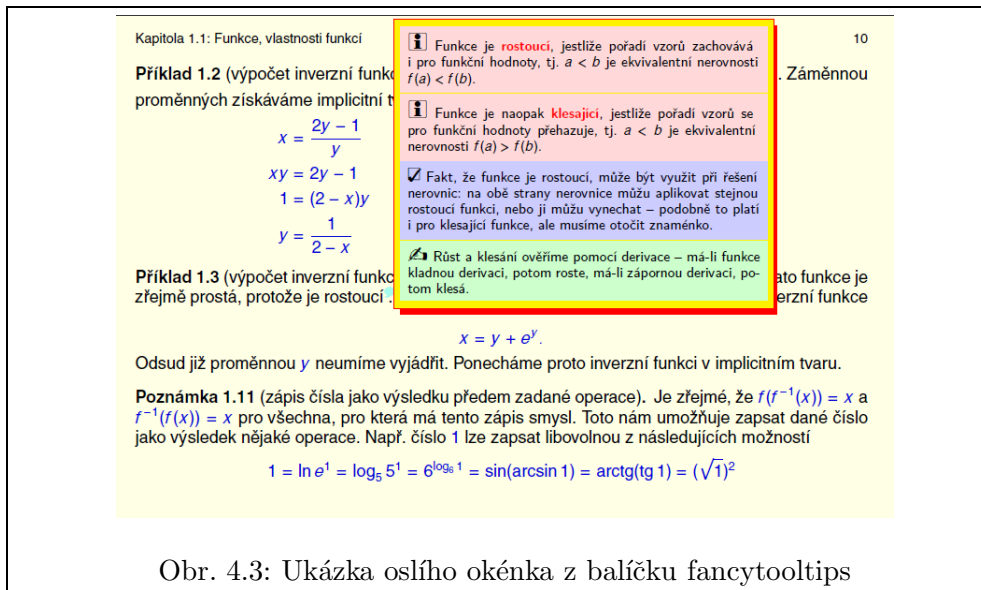 Kapitola 1.1: Funkce, vlastnosti funkcí
10
Příklad 1.2 (výpočet inverzní funkc
. Záměnnou
proměnných získáváme implicitní
x = \frac{2y − 1}{y}
xy = 2y − 1
1 = (2 − x)y
y = \frac{1}{2 − x}
Funkce je rostoucí, jestliže pořadí vzorů zachovává
i pro funkční hodnoty, tj. a < b je ekvivalentní nerovnosti
f(a) < f(b).
Funkce je naopak klesající, jestliže pořadí vzorů se
pro funkční hodnoty přehazuje, tj. a < b je ekvivalentní
nerovnosti f(a) > f(b).
Fakt, že funkce je rostoucí, může být využit při řešení
nerovnic: na obě strany nerovnice můžu aplikovat stejnou
rostoucí funkci, nebo ji můžu vynechat – podobně to platí
i pro klesající funkce, ale musíme otočit znaménko.
Růst a klesání ověříme pomocí derivace – má-li funkce
kladnou derivaci, potom roste, má-li zápornou derivaci, po-
tom klesá.
Příklad 1.3 (výpočet inverzní funkc
ato funkce je
zřejmě prostá, protože je rostoucí .
erzní funkce
x = y + e^y.
Odsud již proměnnou y neumíme vyjádřit. Ponecháme proto inverzní funkci v implicitním tvaru.
Poznámka 1.11 (zápis čísla jako výsledku předem zadané operace). Je zřejmé, že f(f⁻¹(x)) = x a
f⁻¹(f(x)) = x pro všechna, pro která má tento zápis smysl. Toto nám umožňuje zapsat dané číslo
jako výsledek nějaké operace. Např. číslo 1 lze zapsat libovolnou z následujících možností
1 = ln e¹ = log₅ 5¹ = 6^{log₆ 1} = sin(arcsin 1) = arctg(tg 1) = (√1)²
Obr. 4.3: Ukázka oslího okénka z balíčku fancytooltips